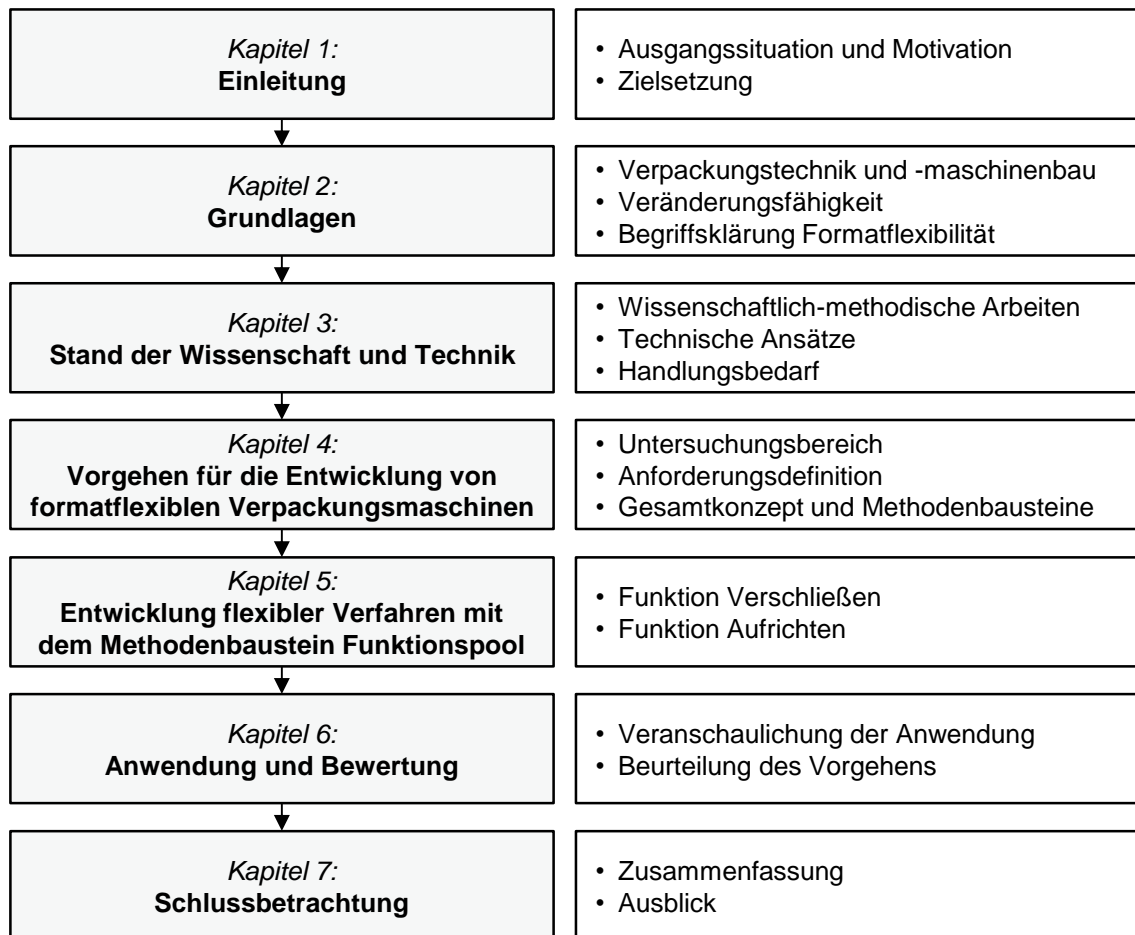 Kapitel 1:
Einleitung
• Ausgangssituation und Motivation
• Zielsetzung
Kapitel 2:
Grundlagen
• Verpackungstechnik und -maschinenbau
• Veränderungsfähigkeit
• Begriffsklärung Formatflexibilität
Kapitel 3:
Stand der Wissenschaft und Technik
• Wissenschaftlich-methodische Arbeiten
• Technische Ansätze
• Handlungsbedarf
Kapitel 4:
Vorgehen für die Entwicklung von
formatflexiblen Verpackungsmaschinen
• Untersuchungsbereich
• Anforderungsdefinition
• Gesamtkonzept und Methodenbausteine
Kapitel 5:
Entwicklung flexibler Verfahren mit
dem Methodenbaustein Funktionspool
• Funktion Verschließen
• Funktion Aufrichten
Kapitel 6:
Anwendung und Bewertung
• Veranschaulichung der Anwendung
• Beurteilung des Vorgehens
Kapitel 7:
Schlussbetrachtung
• Zusammenfassung
• Ausblick